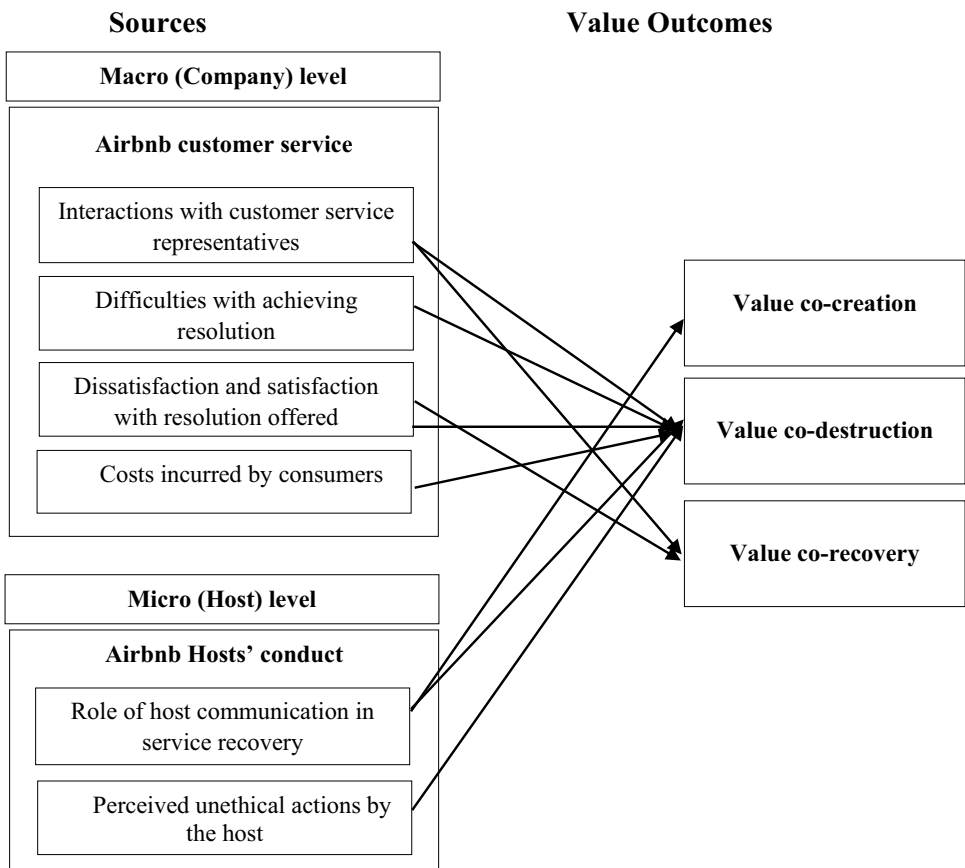 Sources
Value Outcomes
Macro (Company) level
Airbnb customer service
Interactions with customer service
representatives
Difficulties with achieving
resolution
Dissatisfaction and satisfaction
with resolution offered
Costs incurred by consumers
Micro (Host) level
Airbnb Hosts’ conduct
Role of host communication in
service recovery
Perceived unethical actions by
the host
Value co-creation
Value co-destruction
Value co-recovery